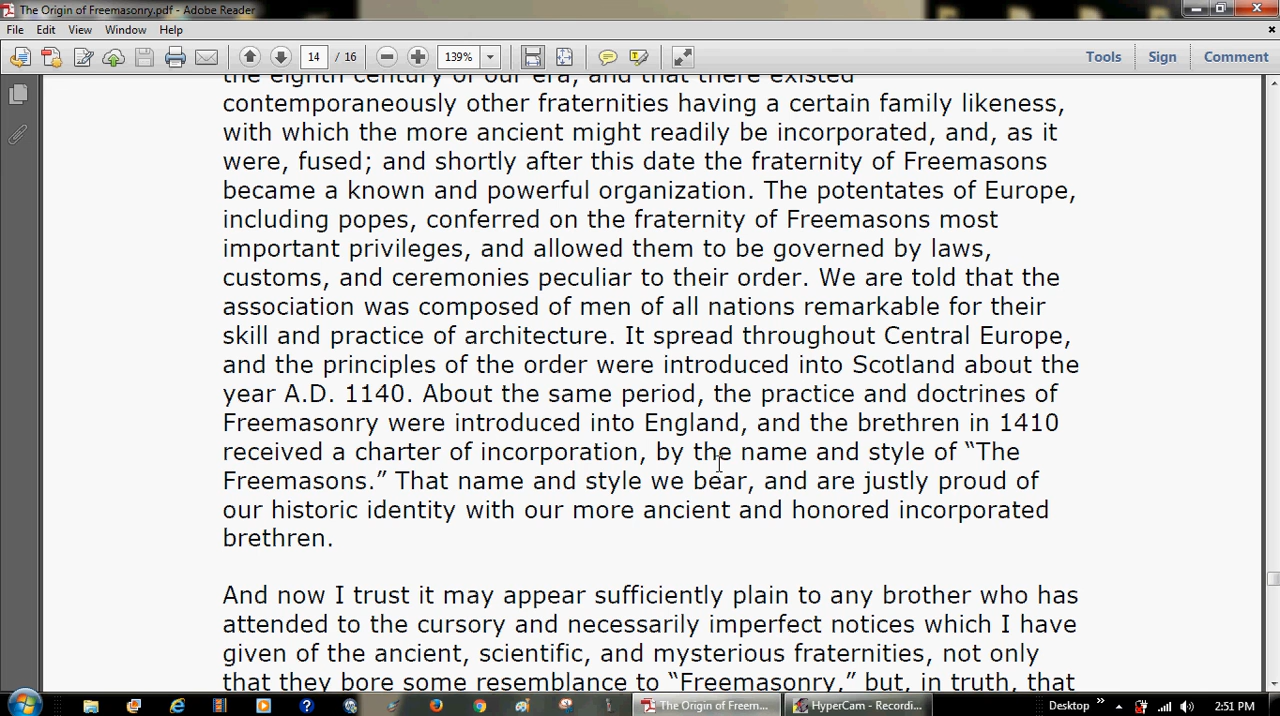 The Origin of Freemasonry.pdf - Adobe Reader
File Edit View Window Help
14 / 16 139% Tools Sign Comment
the eighth century of our era, and that there existed
contemporaneously other fraternities having a certain family likeness,
with which the more ancient might readily be incorporated, and, as it
were, fused; and shortly after this date the fraternity of Freemasons
became a known and powerful organization. The potentates of Europe,
including popes, conferred on the fraternity of Freemasons most
important privileges, and allowed them to be governed by laws,
customs, and ceremonies peculiar to their order. We are told that the
association was composed of men of all nations remarkable for their
skill and practice of architecture. It spread throughout Central Europe,
and the principles of the order were introduced into Scotland about the
year A.D. 1140. About the same period, the practice and doctrines of
Freemasonry were introduced into England, and the brethren in 1410
received a charter of incorporation, by the name and style of “The
Freemasons.” That name and style we bear, and are justly proud of
our historic identity with our more ancient and honored incorporated
brethren.
And now I trust it may appear sufficiently plain to any brother who has
attended to the cursory and necessarily imperfect notices which I have
given of the ancient, scientific, and mysterious fraternities, not only
that they bore some resemblance to “Freemasonry,” but, in truth, that
The Origin of Freem... HyperCam - Recordi... Desktop » 2:51 PM